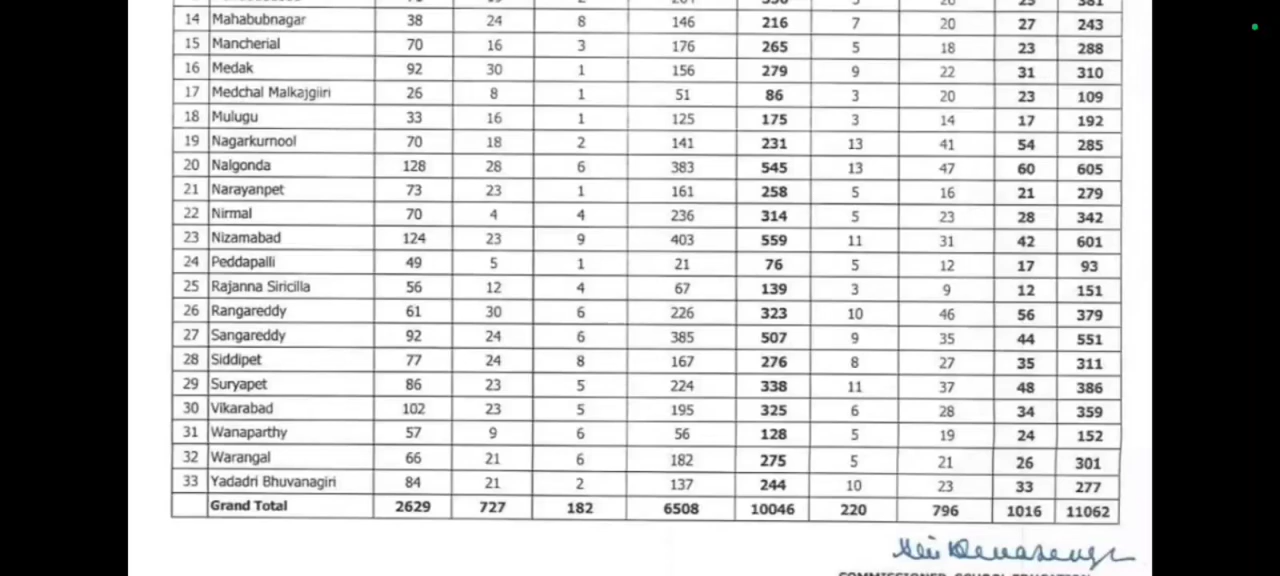 14 Mahabubnagar 38 24 8 146 216 7 20 27 243
15 Mancherial 70 16 3 176 265 5 18 23 288
16 Medak 92 30 1 156 279 9 22 31 310
17 Medchal Malkajgiiri 26 8 1 51 86 3 20 23 109
18 Mulugu 33 16 1 125 175 3 14 17 192
19 Nagarkurnool 70 18 2 141 231 13 41 54 285
20 Nalgonda 128 28 6 383 545 13 47 60 605
21 Narayanpet 73 23 1 161 258 5 16 21 279
22 Nirmal 70 4 4 236 314 5 23 28 342
23 Nizamabad 124 23 9 403 559 11 31 42 601
24 Peddapalli 49 5 1 21 76 5 12 17 93
25 Rajanna Siricilla 56 12 4 67 139 3 9 12 151
26 Rangareddy 61 30 6 226 323 10 46 56 379
27 Sangareddy 92 24 6 385 507 9 35 44 551
28 Siddipet 77 24 8 167 276 8 27 35 311
29 Suryapet 86 23 5 224 338 11 37 48 386
30 Vikarabad 102 23 5 195 325 6 28 34 359
31 Wanaparthy 57 9 6 56 128 5 19 24 152
32 Warangal 66 21 6 182 275 5 21 26 301
33 Yadadri Bhuvanagiri 84 21 2 137 244 10 23 33 277
Grand Total 2629 727 182 6508 10046 220 796 1016 11062
COMMISSIONER SCHOOL EDUCATION